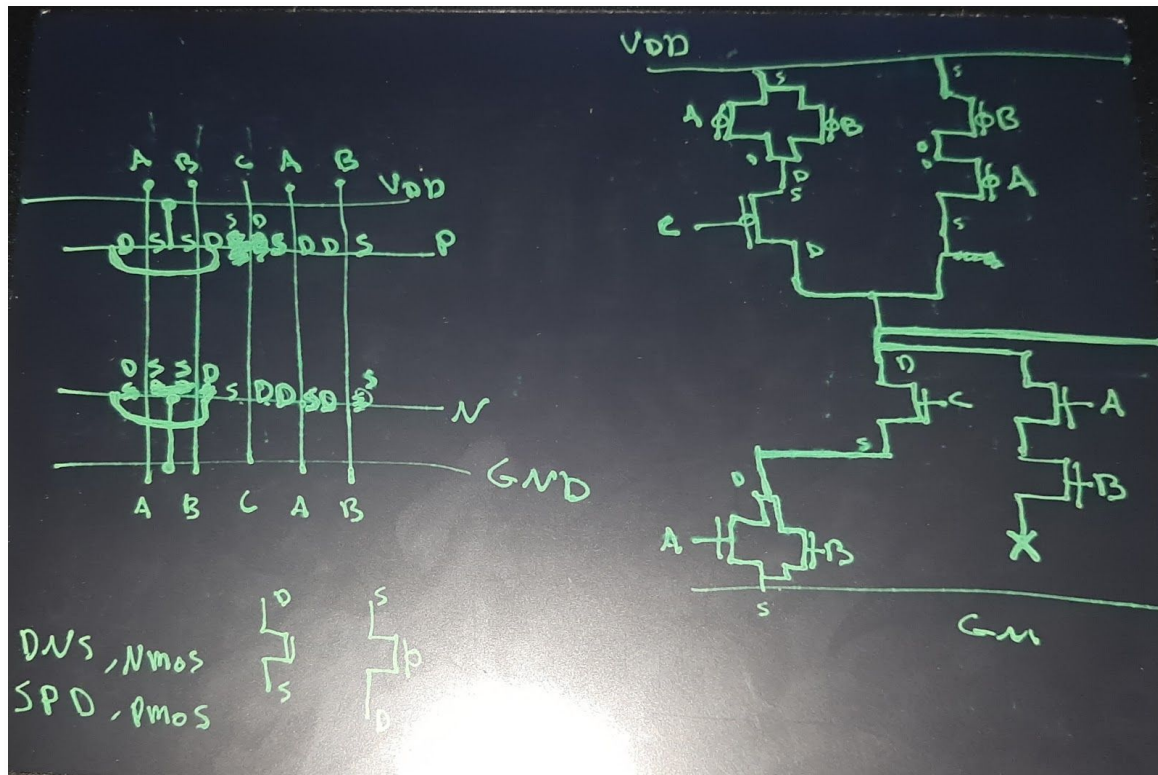 A B C A B
VDD
D S S D S D S D D S P
D S S D S D D S D S N
GND
A B C A B
DNS, Nmos
D
S
SPD, Pmos
S
D
VDD
S S
A B B
D D
D D A
S S
C D
D C A
S
D B
A B
S